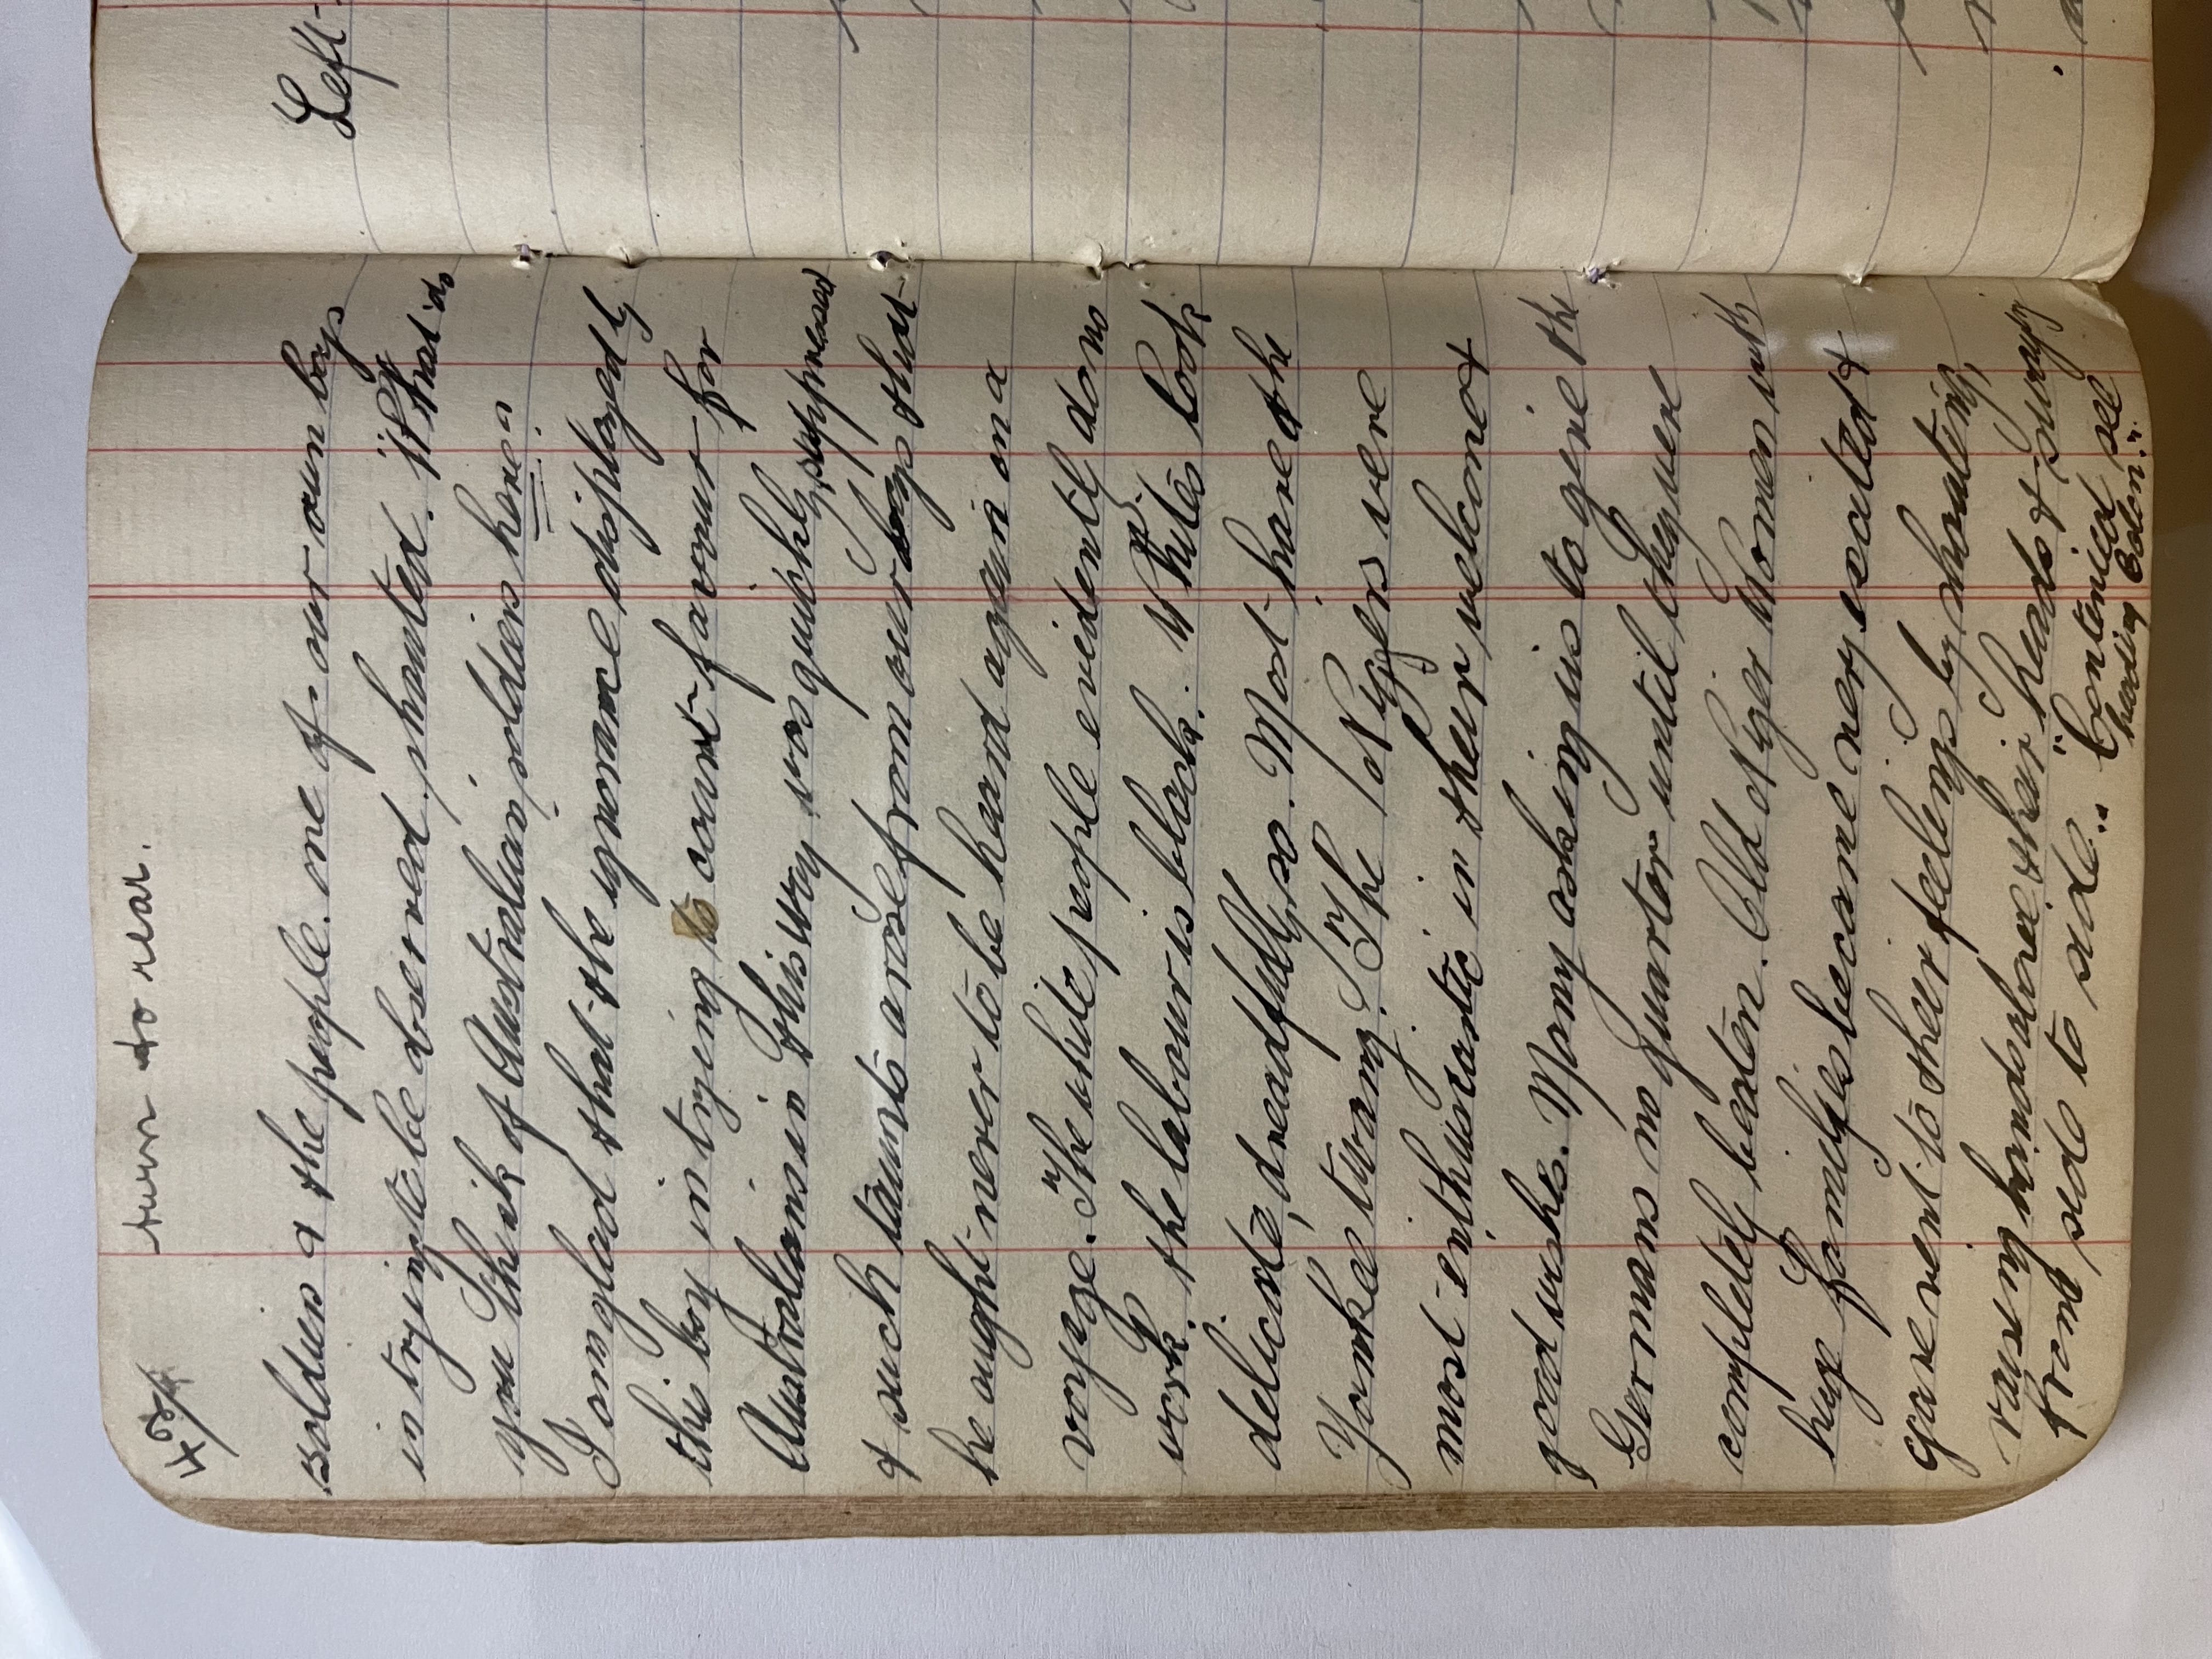 42/
turn to rear.
soldiers & the people. one of our own boys
in trying to be observed. shouted. "What do
you think of Australian soldiers here?
I am glad that the ignorance displayed by
this boy in trying to court favour for
Australians in this way was quickly suppressed
& such taunts arose from our boys that
he ought never to be heard again on a
voyage. The white people evidently do no
work. the labour is black. Whites look
delicate, dreadfully so. Most have the
Yankee twang. The Niggers were
most enthusiastic in their welcome &
good wishes. Many asking us to give the
Germans no quarter until they were
completely beaten. Old Niger Women with
huge families became very excited &
gave vent to their feelings by shouting,
raising hands above their heads & swaying
from side to side.. "Contenied see
heading Colon."
Left